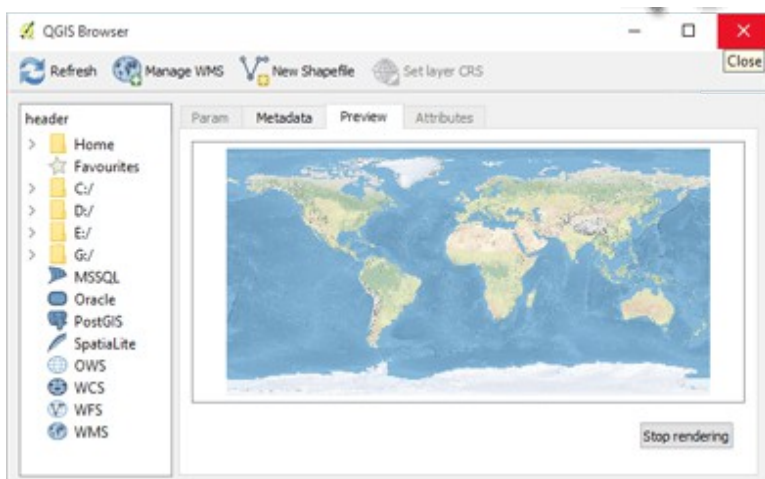 QGIS Browser
Refresh Manage WMS New Shapefile Set layer CRS
Close
header
Param Metadata Preview Attributes
Home
Favourites
C:/
D:/
E:/
G:/
MSSQL
Oracle
PostGIS
SpatiaLite
OWS
WCS
WFS
WMS
Stop rendering